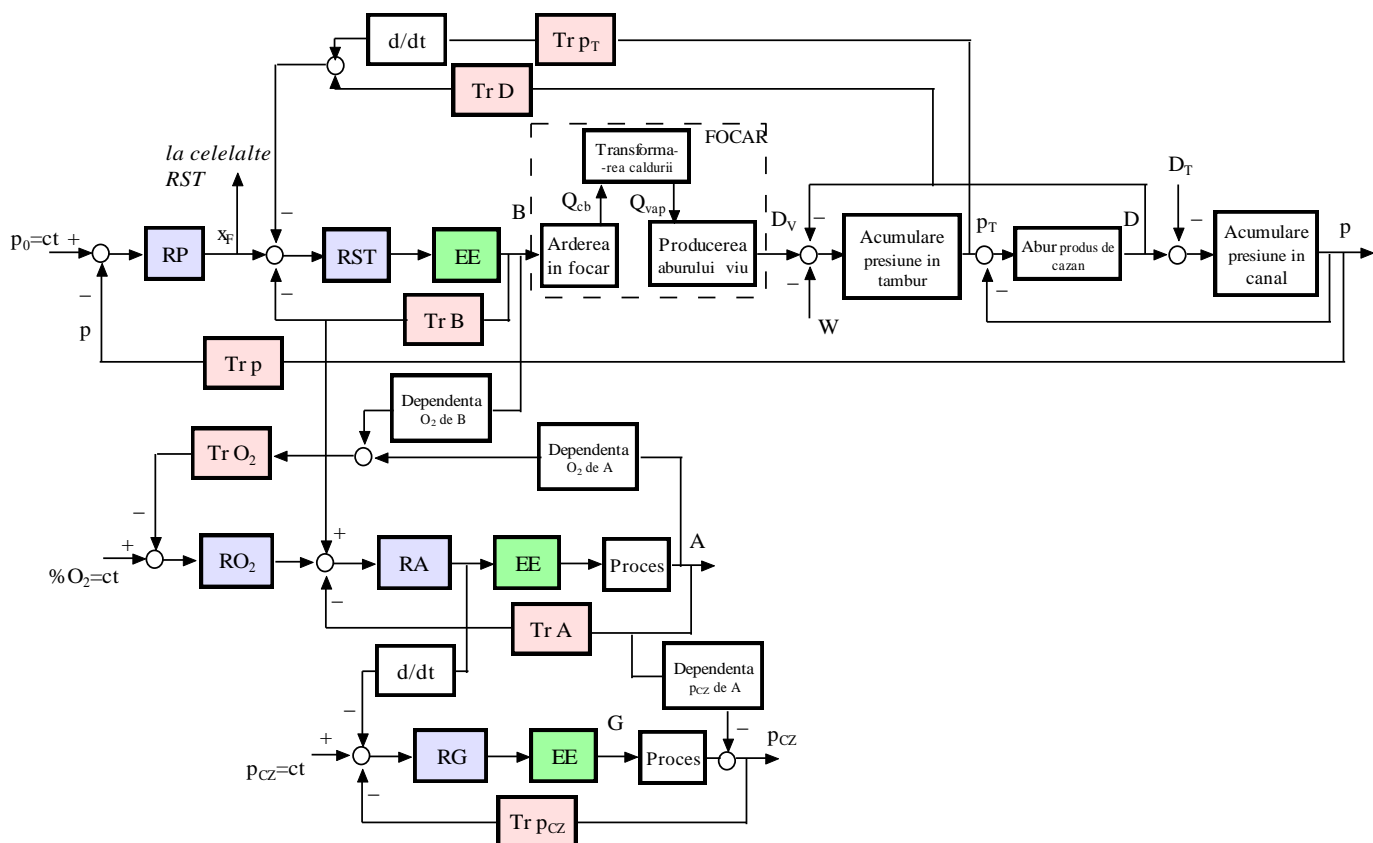 d/dt
Tr p_T
Tr D
FOCAR
la celelalte
RST
Transforma-
-rea caldurii
D_T
Q_cb
Q_vap
B
D_V
p_T
D
p
p_0=ct
+
RP
x_F
−
RST
EE
Arderea
in focar
Producerea
aburului viu
−
Acumulare
presiune in
tambur
Abur produs de
cazan
−
Acumulare
presiune in
canal
−
−
−
−
p
Tr B
W
Tr p
Dependenta
O_2 de B
Tr O_2
Dependenta
O_2 de A
−
+
+
A
%O_2=ct
RO_2
RA
EE
Proces
−
Tr A
d/dt
Dependenta
p_CZ de A
−
+
G
−
p_CZ
p_CZ=ct
RG
EE
Proces
−
Tr p_CZ